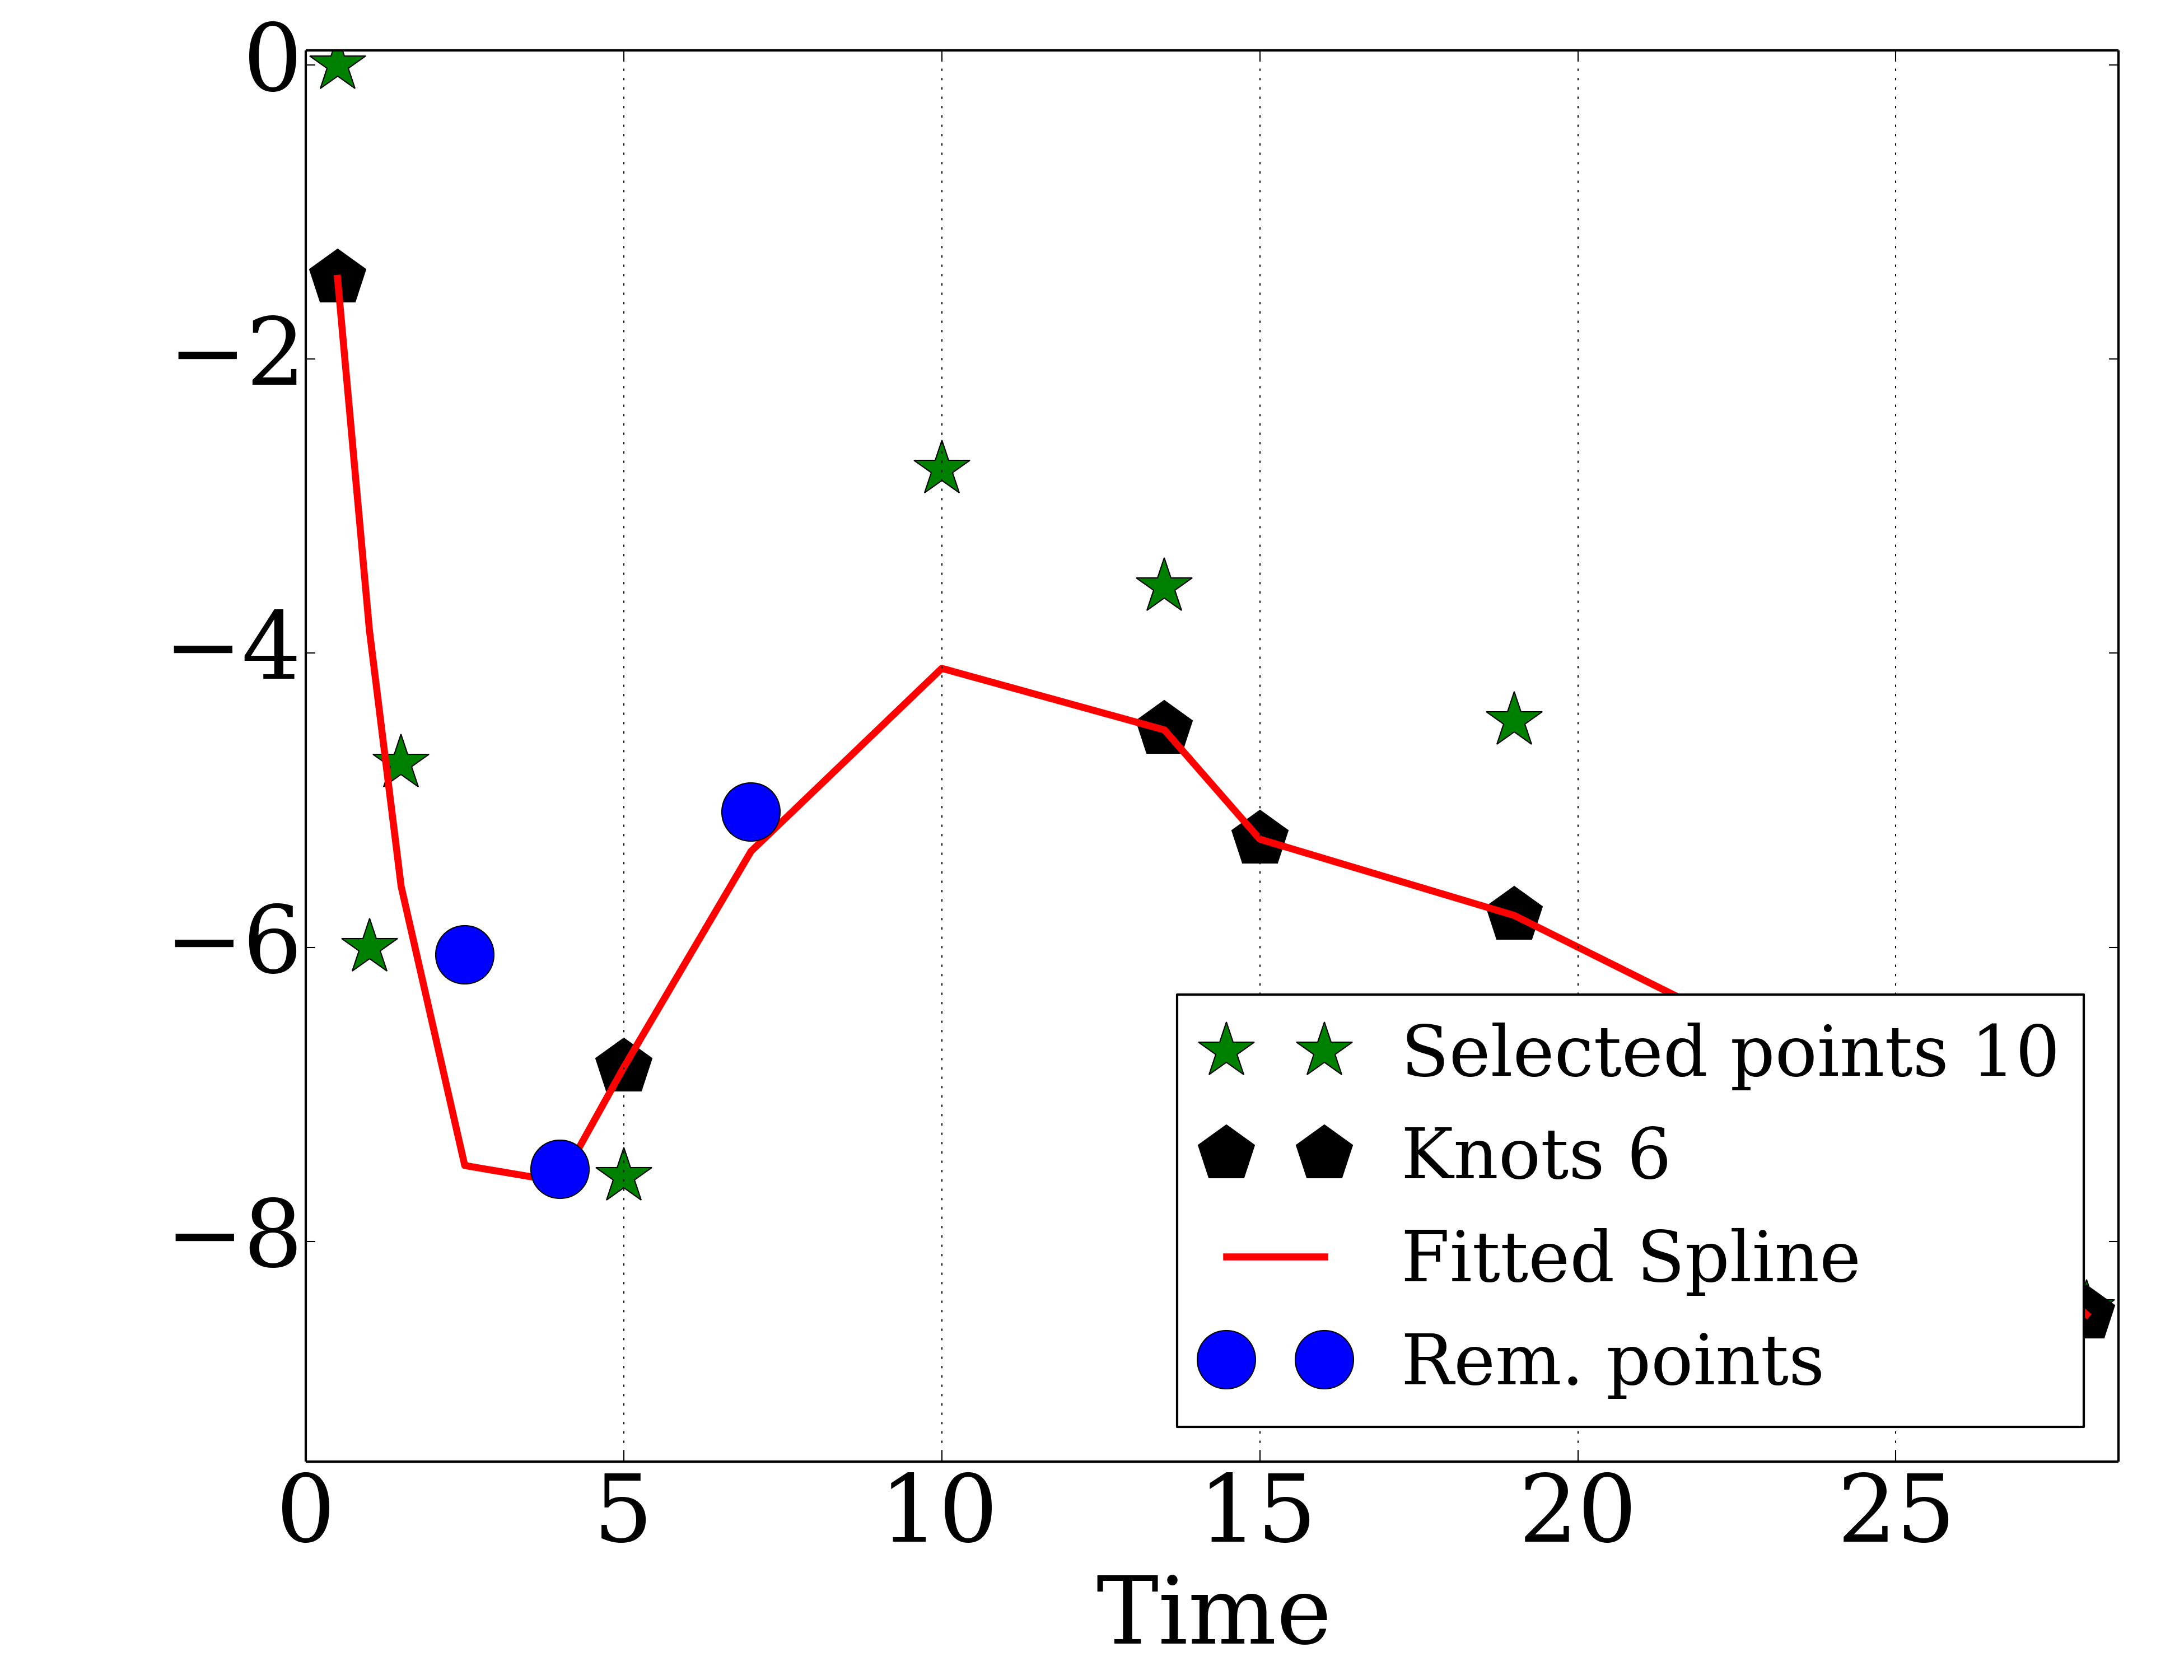 0
−2
−4
−6
−8
Selected points 10
Knots 6
Fitted Spline
Rem. points
0 5 10 15 20 25
Time